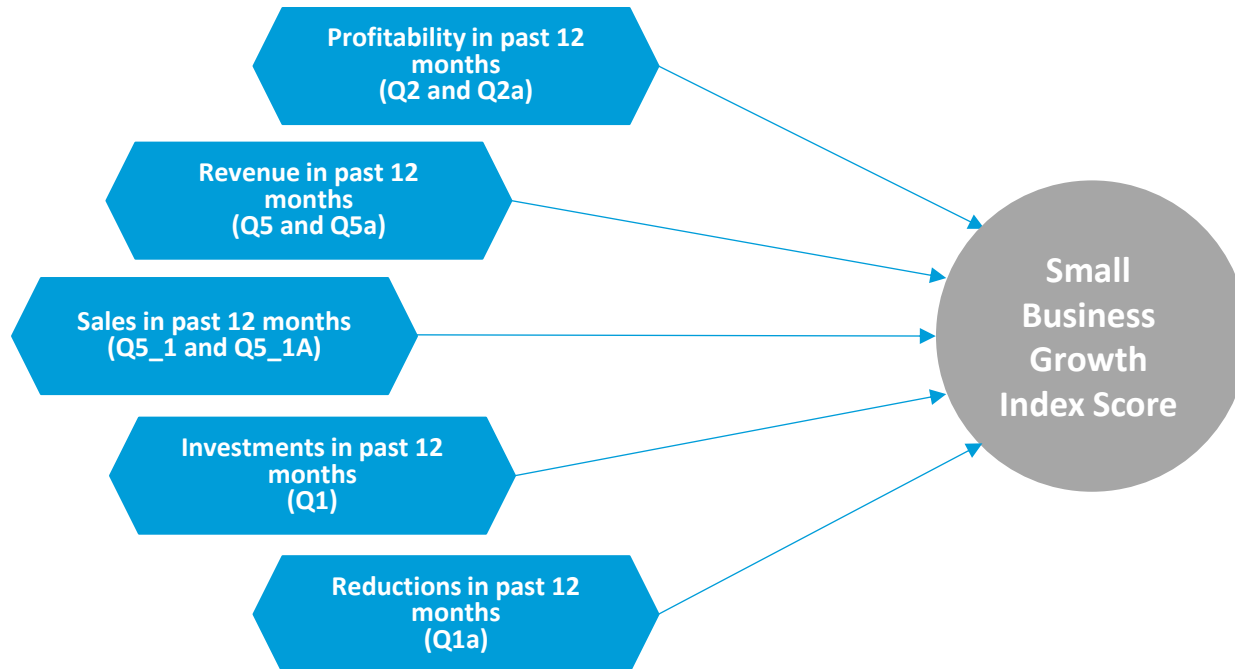 Profitability in past 12
months
(Q2 and Q2a)
Revenue in past 12
months
(Q5 and Q5a)
Sales in past 12 months
(Q5_1 and Q5_1A)
Investments in past 12
months
(Q1)
Reductions in past 12
months
(Q1a)
Small
Business
Growth
Index Score